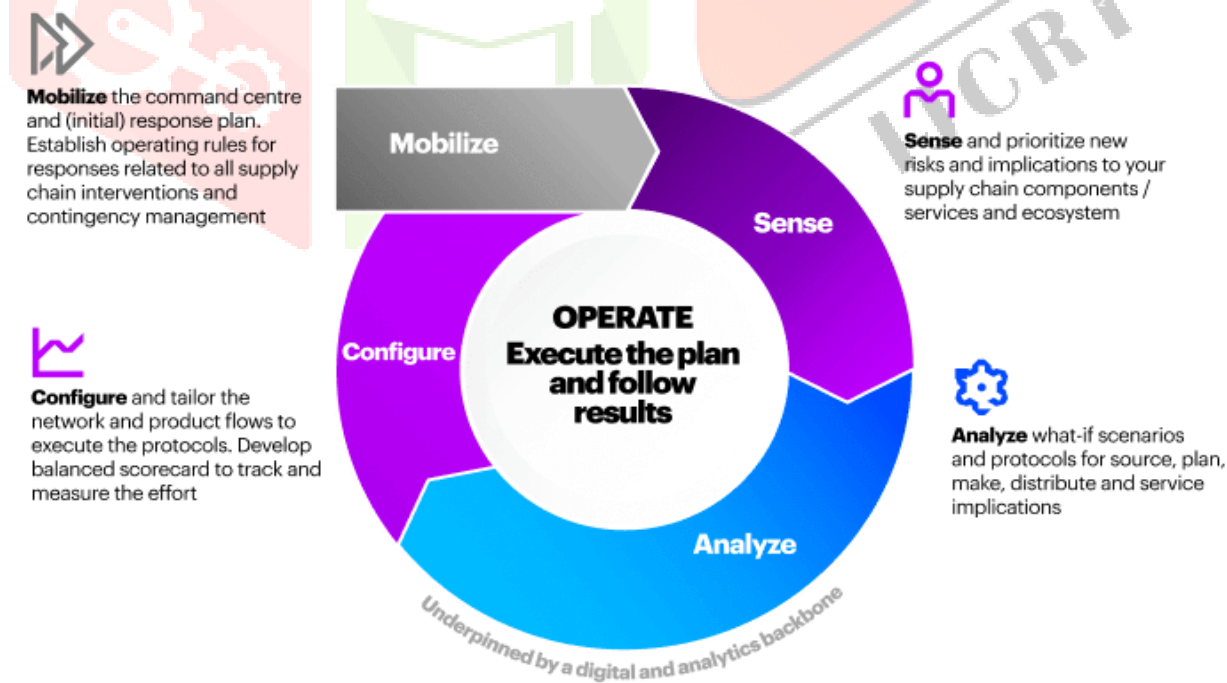 Mobilize the command centre
and (initial) response plan.
Establish operating rules for
responses related to all supply
chain interventions and
contingency management
Mobilize
Sense
Sense and prioritize new
risks and implications to your
supply chain components /
services and ecosystem
OPERATE
Execute the plan
and follow
results
Configure
Configure and tailor the
network and product flows to
execute the protocols. Develop
balanced scorecard to track and
measure the effort
Analyze what-if scenarios
and protocols for source, plan,
make, distribute and service
implications
Analyze
Underpinned by a digital and analytics backbone